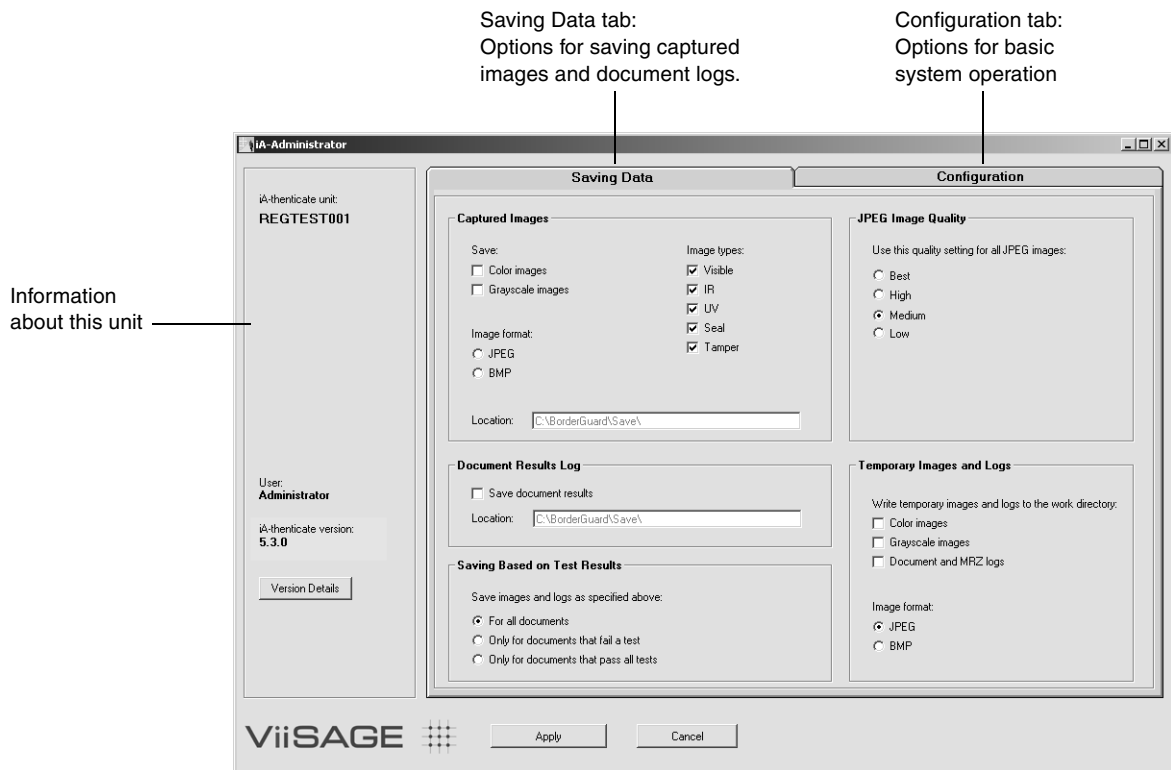 Saving Data tab:
Options for saving captured
images and document logs.
Configuration tab:
Options for basic
system operation
Information
about this unit
iA-Administrator
iA-thenticate unit:
REGTEST001
User:
Administrator
iA-thenticate version:
5.3.0
Version Details
Saving Data
Configuration
Captured Images
Save:
Color images
Grayscale images
Image types:
Visible
IR
UV
Seal
Tamper
Image format:
JPEG
BMP
Location:
C:\BorderGuard\Save\
JPEG Image Quality
Use this quality setting for all JPEG images:
Best
High
Medium
Low
Document Results Log
Save document results
Location:
C:\BorderGuard\Save\
Saving Based on Test Results
Save images and logs as specified above:
For all documents
Only for documents that fail a test
Only for documents that pass all tests
Temporary Images and Logs
Write temporary images and logs to the work directory:
Color images
Grayscale images
Document and MRZ logs
Image format:
JPEG
BMP
ViiSAGE
Apply
Cancel